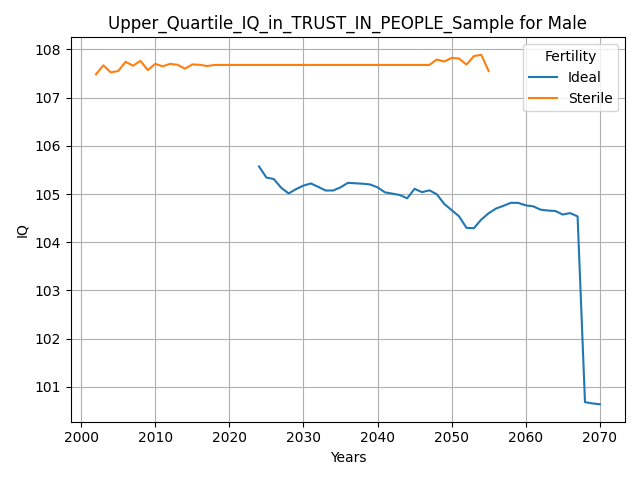 Upper_Quartile_IQ_in_TRUST_IN_PEOPLE_Sample for Male
Fertility
Ideal
Sterile
IQ
108
107
106
105
104
103
102
101
2000 2010 2020 2030 2040 2050 2060 2070
Years